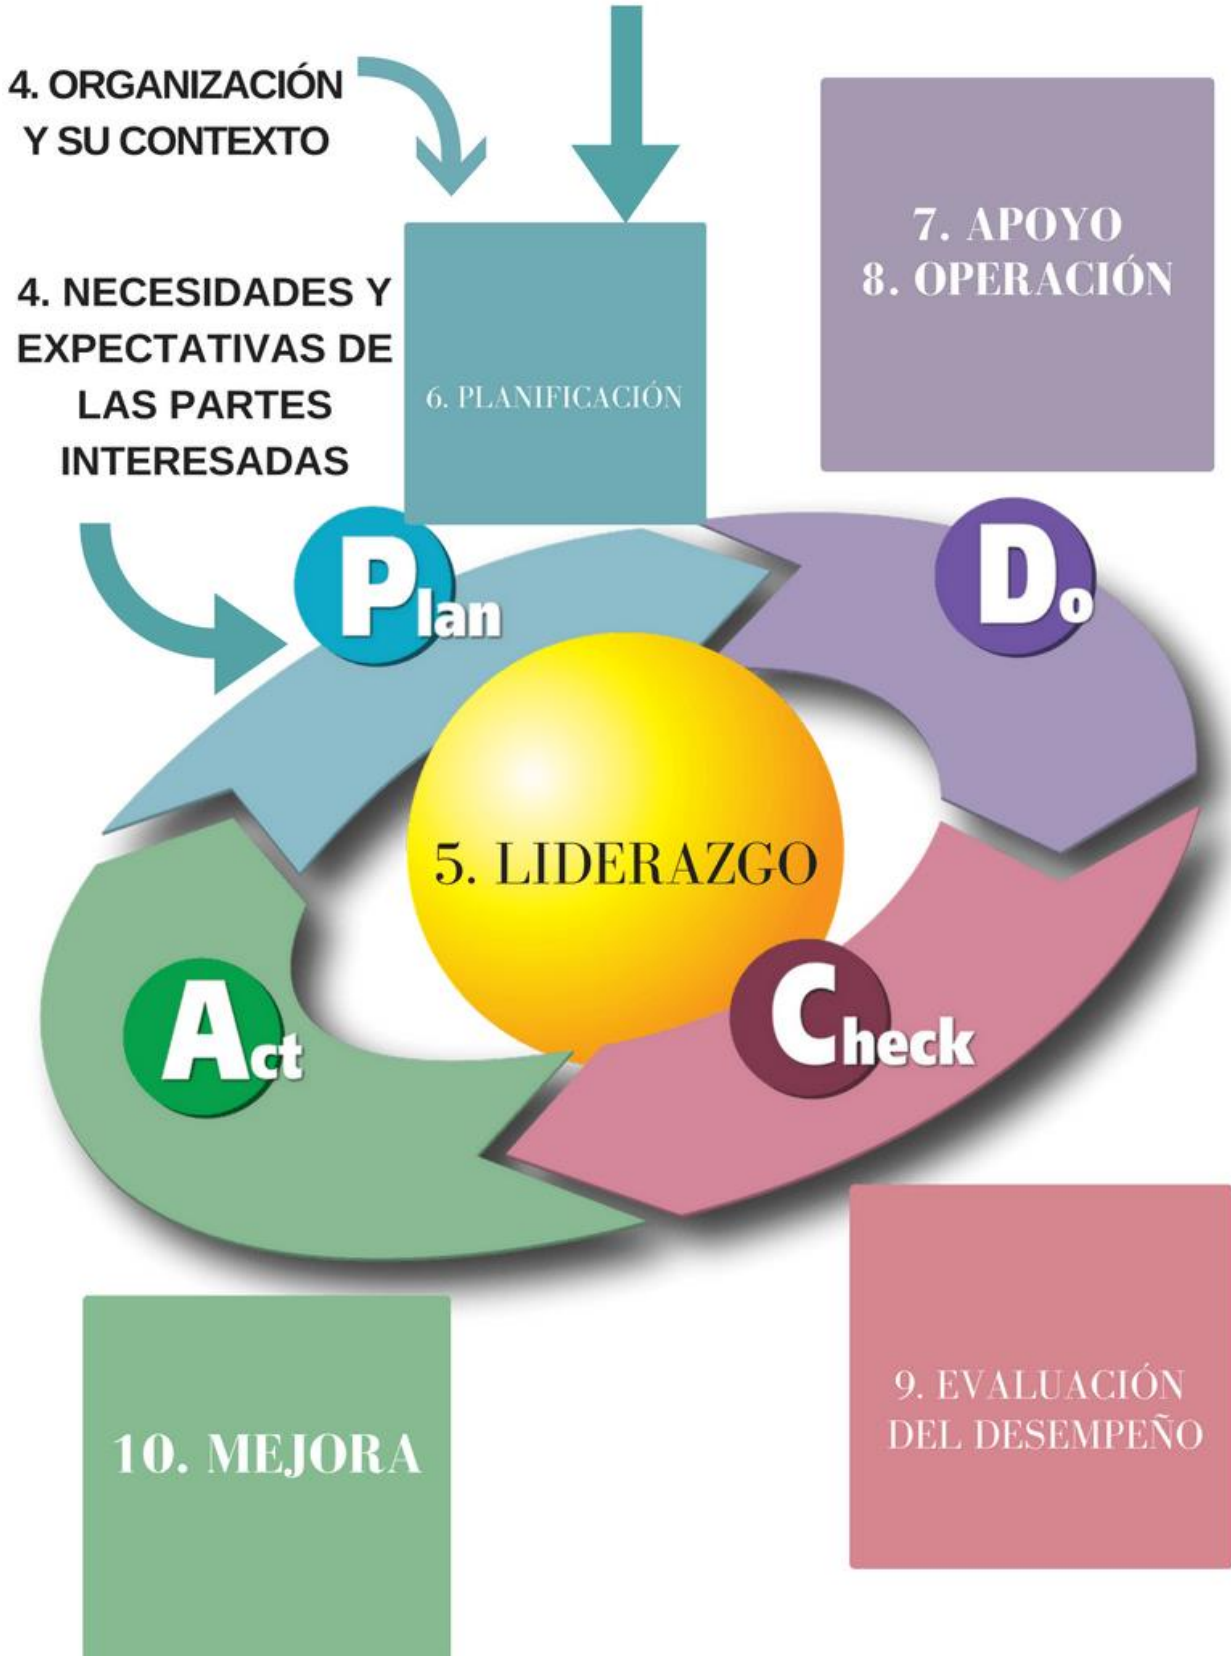 4. ORGANIZACIÓN
Y SU CONTEXTO
4. NECESIDADES Y
EXPECTATIVAS DE
LAS PARTES
INTERESADAS
6. PLANIFICACIÓN
7. APOYO
8. OPERACIÓN
Plan
Do
5. LIDERAZGO
Act
Check
10. MEJORA
9. EVALUACIÓN
DEL DESEMPEÑO